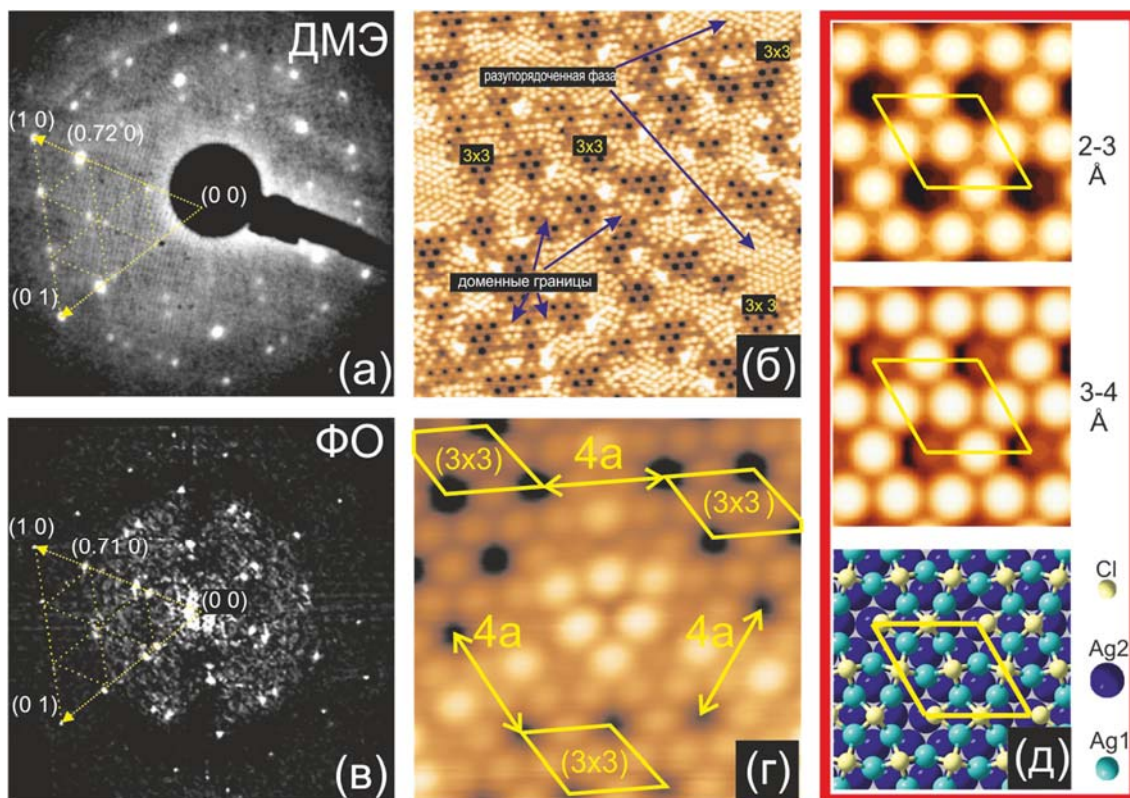 ДМЭ
(1 0)
(0.72 0)
(0 0)
(0 1)
(а)
3x3
разупорядоченная фаза
3x3
3x3
доменные границы
3x 3
(б)
2-3
Å
3-4
Å
ФО
(1 0)
(0.71 0)
(0 0)
(0 1)
(в)
(3x3)
4a
(3x3)
4a
4a
(3x3)
(г)
Cl
Ag2
Ag1
(д)